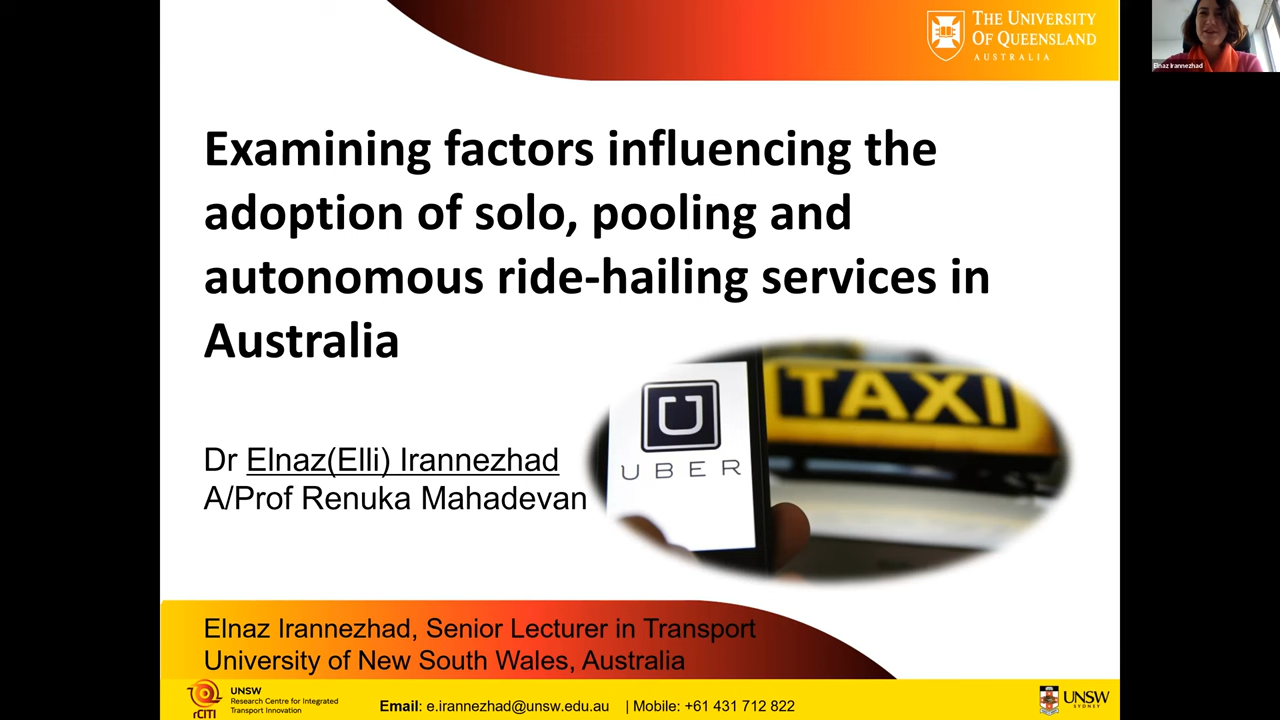 THE UNIVERSITY
OF QUEENSLAND
AUSTRALIA
Elnaz Irannezhad
Examining factors influencing the
adoption of solo, pooling and
autonomous ride-hailing services in
Australia
TAXI
U
UBER
Dr Elnaz(Elli) Irannezhad
A/Prof Renuka Mahadevan
Elnaz Irannezhad, Senior Lecturer in Transport
University of New South Wales, Australia
rCITI
UNSW
Research Centre for Integrated
Transport Innovation
Email: e.irannezhad@unsw.edu.au | Mobile: +61 431 712 822
UNSW
SYDNEY